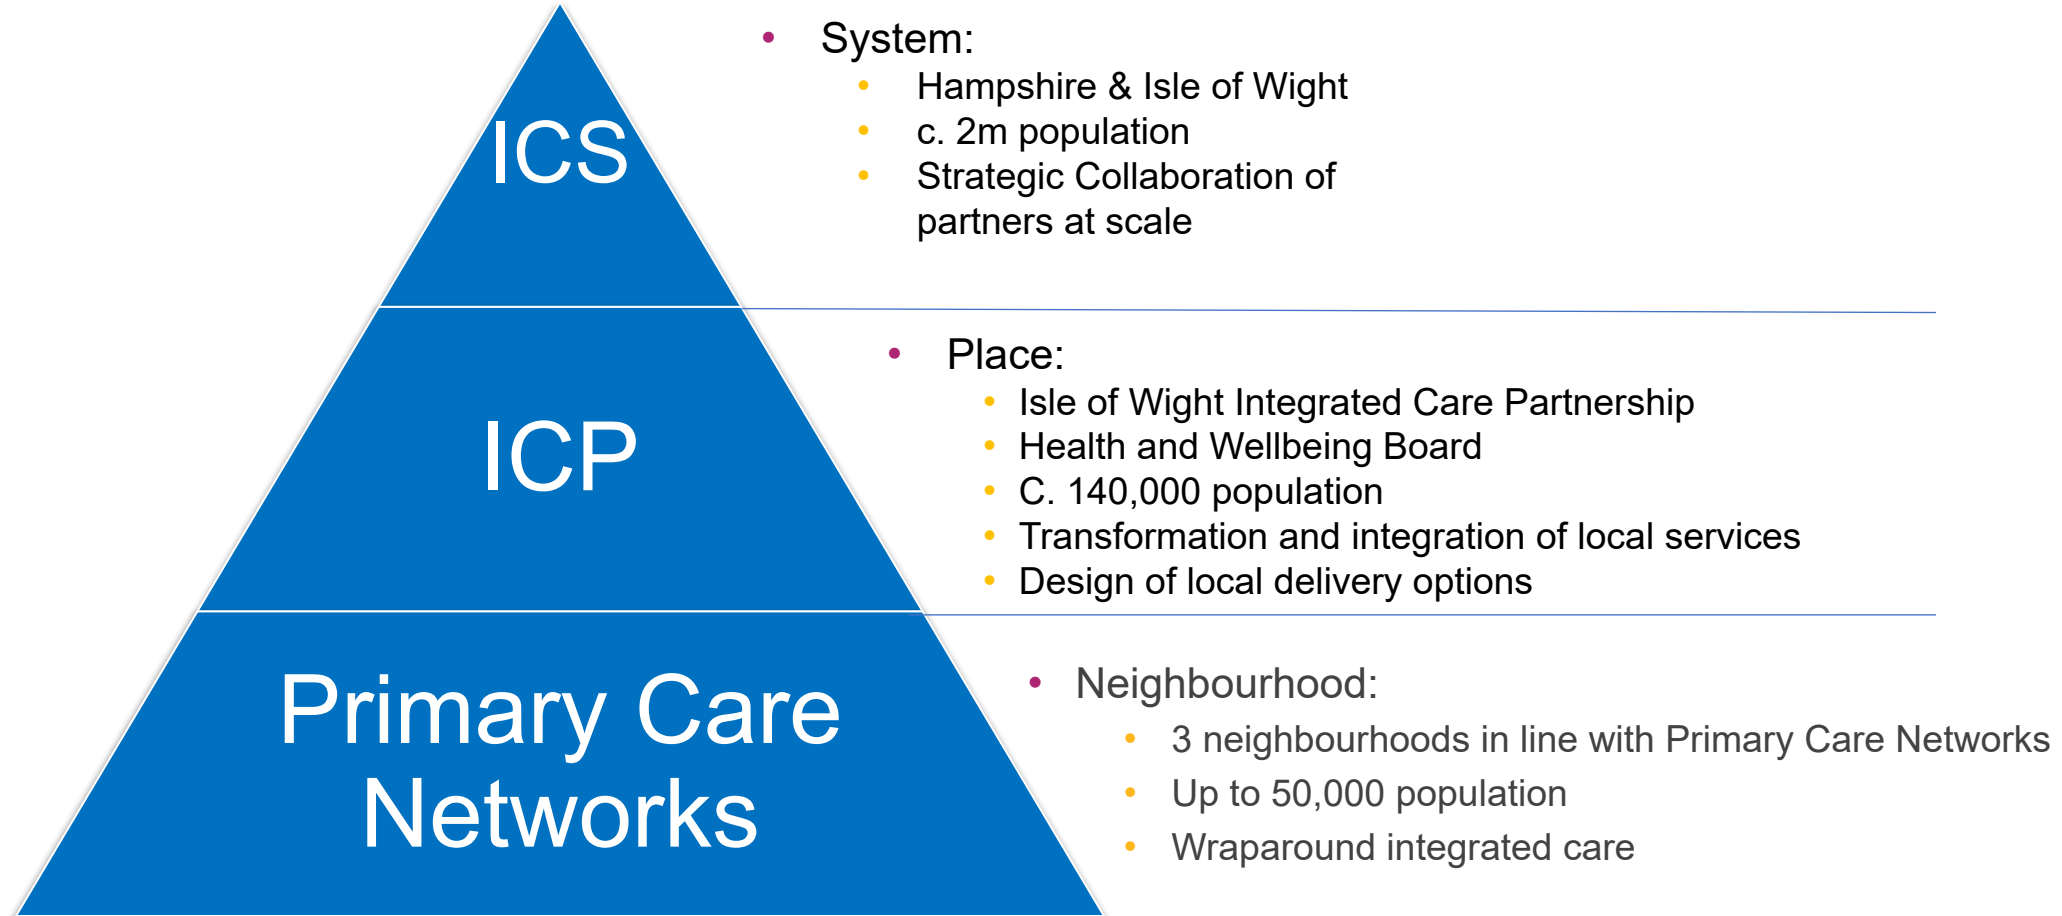 ICS
• System:
• Hampshire & Isle of Wight
• c. 2m population
• Strategic Collaboration of
partners at scale
ICP
• Place:
• Isle of Wight Integrated Care Partnership
• Health and Wellbeing Board
• C. 140,000 population
• Transformation and integration of local services
• Design of local delivery options
Primary Care
Networks
• Neighbourhood:
• 3 neighbourhoods in line with Primary Care Networks
• Up to 50,000 population
• Wraparound integrated care